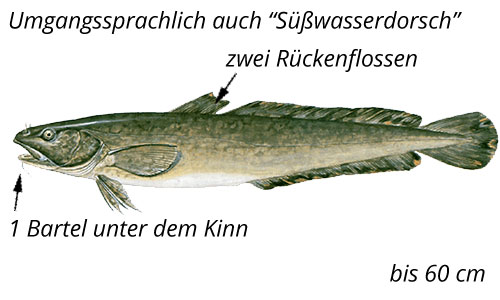 Umgangssprachlich auch “Süßwasserdorsch”
zwei Rückenflossen
1 Bartel unter dem Kinn
bis 60 cm